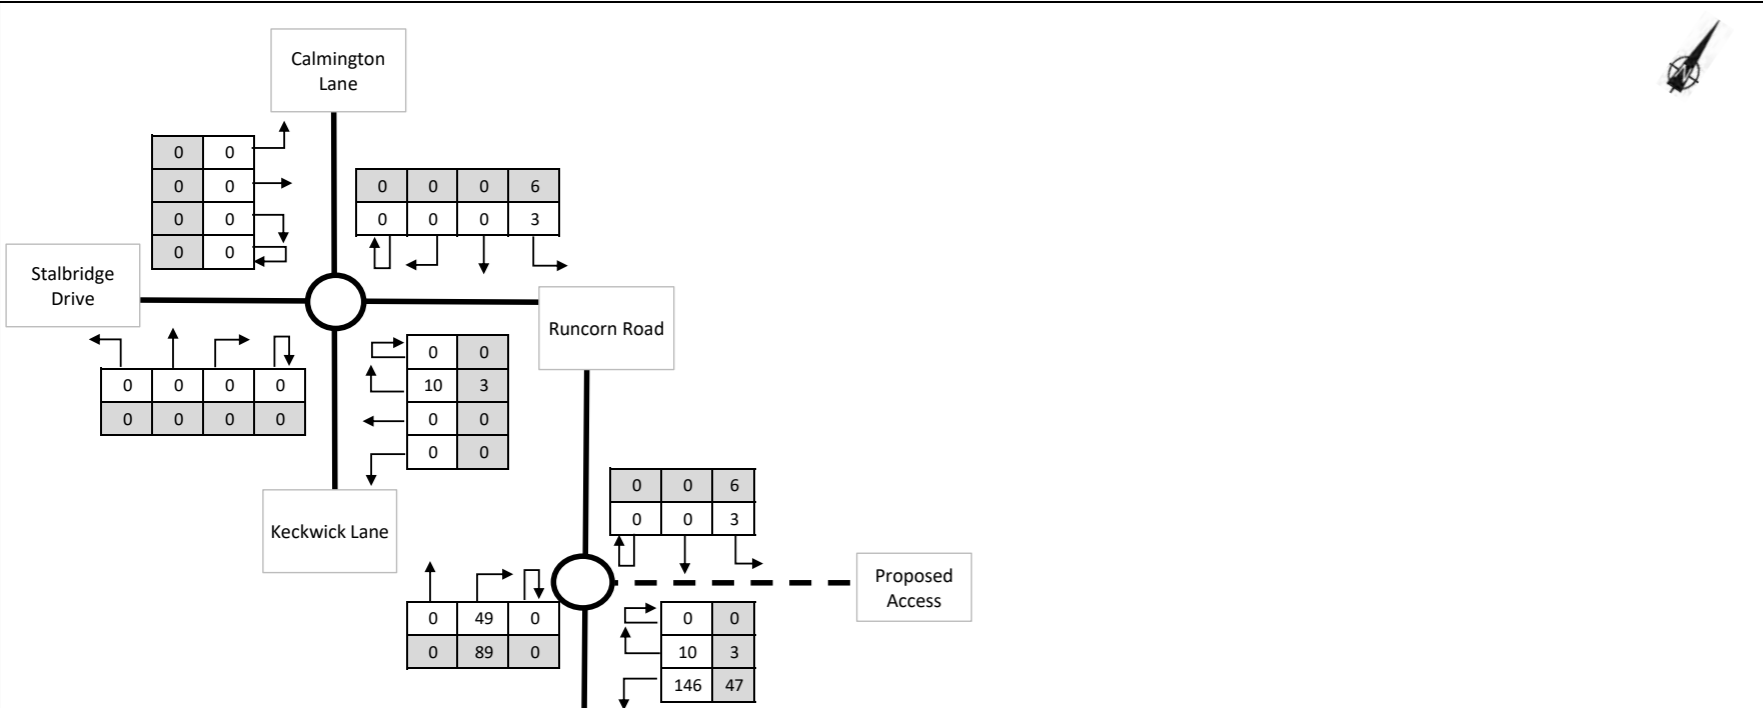 Calmington
Lane
0 0
0 0
0 0
0 0
0 0 0 6
0 0 0 3
Stalbridge
Drive
Runcorn Road
0 0
10 3
0 0
0 0
0 0 0 0
0 0 0 0
Keckwick Lane
0 0 6
0 0 3
Proposed
Access
0 49 0
0 89 0
0 0
10 3
146 47